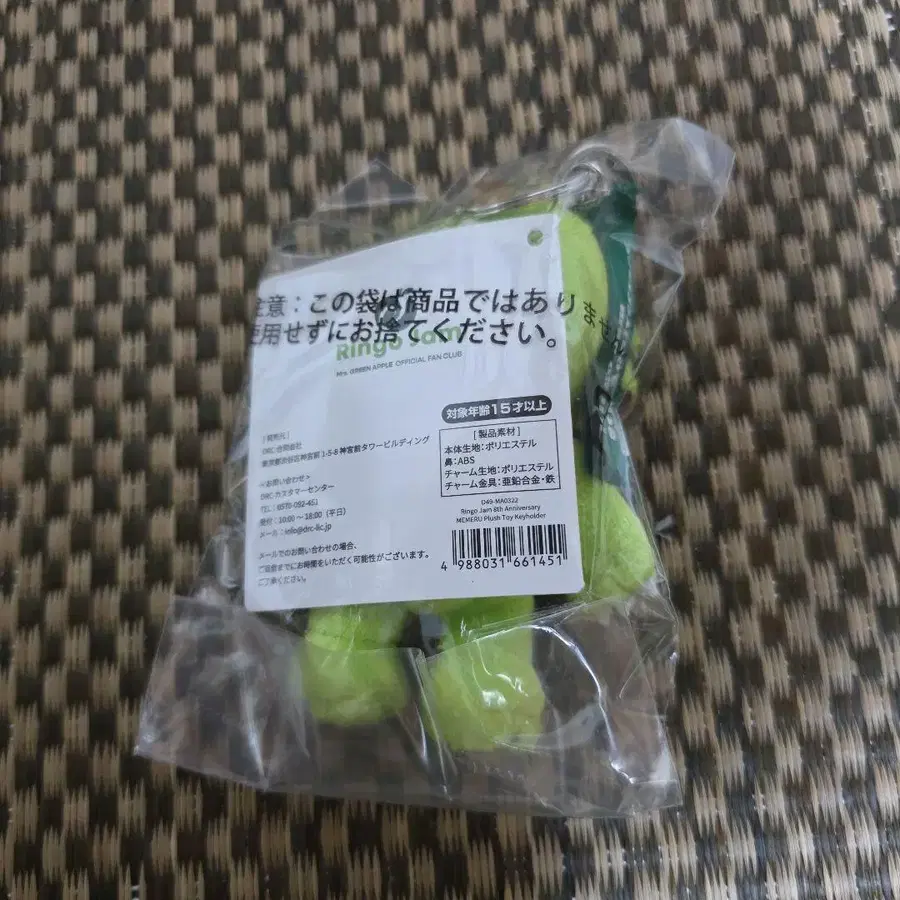 注意：この袋は商品ではありませ
使用せずにお捨てください。
Ringo Jam
Mrs. GREEN APPLE OFFICIAL FAN CLUB
対象年齢15才以上
[発売元]
DRC合同会社
東京都渋谷区神宮前 1-5-8 神宮前タワービルディング
<お問い合わせ>
DRCカスタマーセンター
TEL：0570-092-451
受付：10:00～18:00（平日）
メール：info@drc-llc.jp
メールでのお問い合わせの場合、
ご返信までにお時間をいただく可能性がございます。
ご了承ください。
[製品素材]
本体生地：ポリエステル
鼻：ABS
チャーム生地：ポリエステル
チャーム金具：亜鉛合金・鉄
D49-MA0322
Ringo Jam 8th Anniversary
MEMERU Plush Toy Keyholder
4 988031 661451